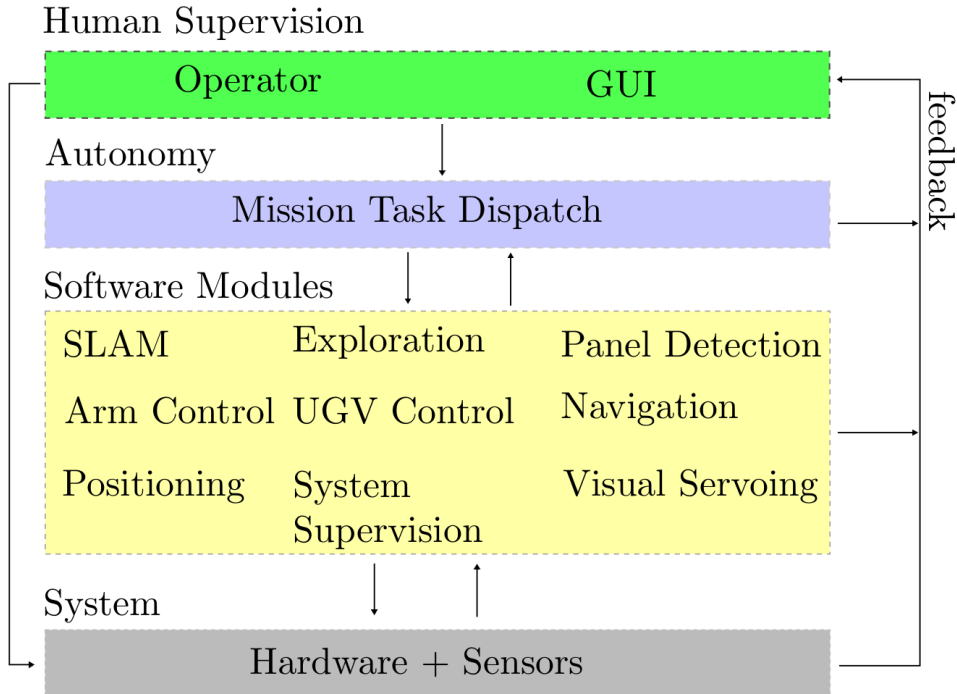 Human Supervision
Operator GUI
feedback
Autonomy
Mission Task Dispatch
Software Modules
SLAM Exploration Panel Detection
Arm Control UGV Control Navigation
Positioning System Visual Servoing
Supervision
System
Hardware + Sensors